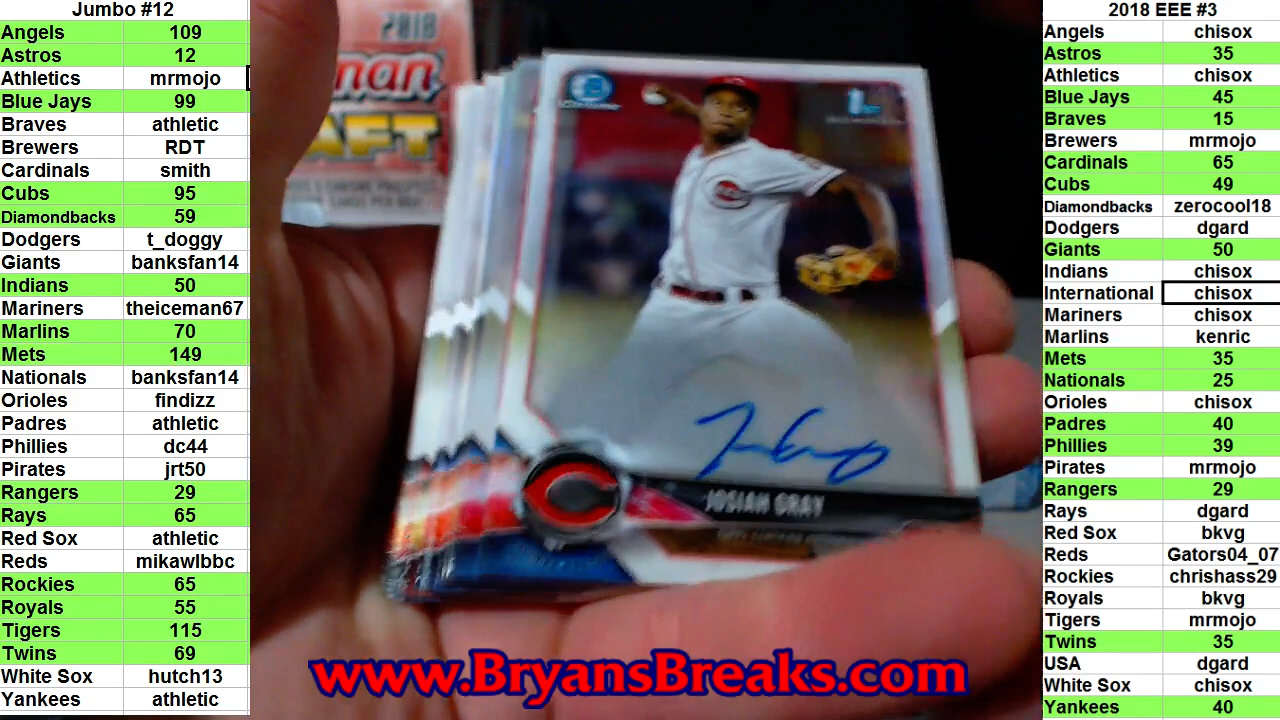 Jumbo #12
Angels 109
Astros 12
Athletics mrmojo
Blue Jays 99
Braves athletic
Brewers RDT
Cardinals smith
Cubs 95
Diamondbacks 59
Dodgers t_doggy
Giants banksfan14
Indians 50
Mariners theiceman67
Marlins 70
Mets 149
Nationals banksfan14
Orioles findizz
Padres athletic
Phillies dc44
Pirates jrt50
Rangers 29
Rays 65
Red Sox athletic
Reds mikawlbbc
Rockies 65
Royals 55
Tigers 115
Twins 69
White Sox hutch13
Yankees athletic
2018
man
AFT
1st
JOSIAH GRAY
www.BryansBreaks.com
2018 EEE #3
Angels chisox
Astros 35
Athletics chisox
Blue Jays 45
Braves 15
Brewers mrmojo
Cardinals 65
Cubs 49
Diamondbacks zerocool18
Dodgers dgard
Giants 50
Indians chisox
International chisox
Mariners chisox
Marlins kenric
Mets 35
Nationals 25
Orioles chisox
Padres 40
Phillies 39
Pirates mrmojo
Rangers 29
Rays dgard
Red Sox bkvg
Reds Gators04_07
Rockies chrishass29
Royals bkvg
Tigers mrmojo
Twins 35
USA dgard
White Sox chisox
Yankees 40